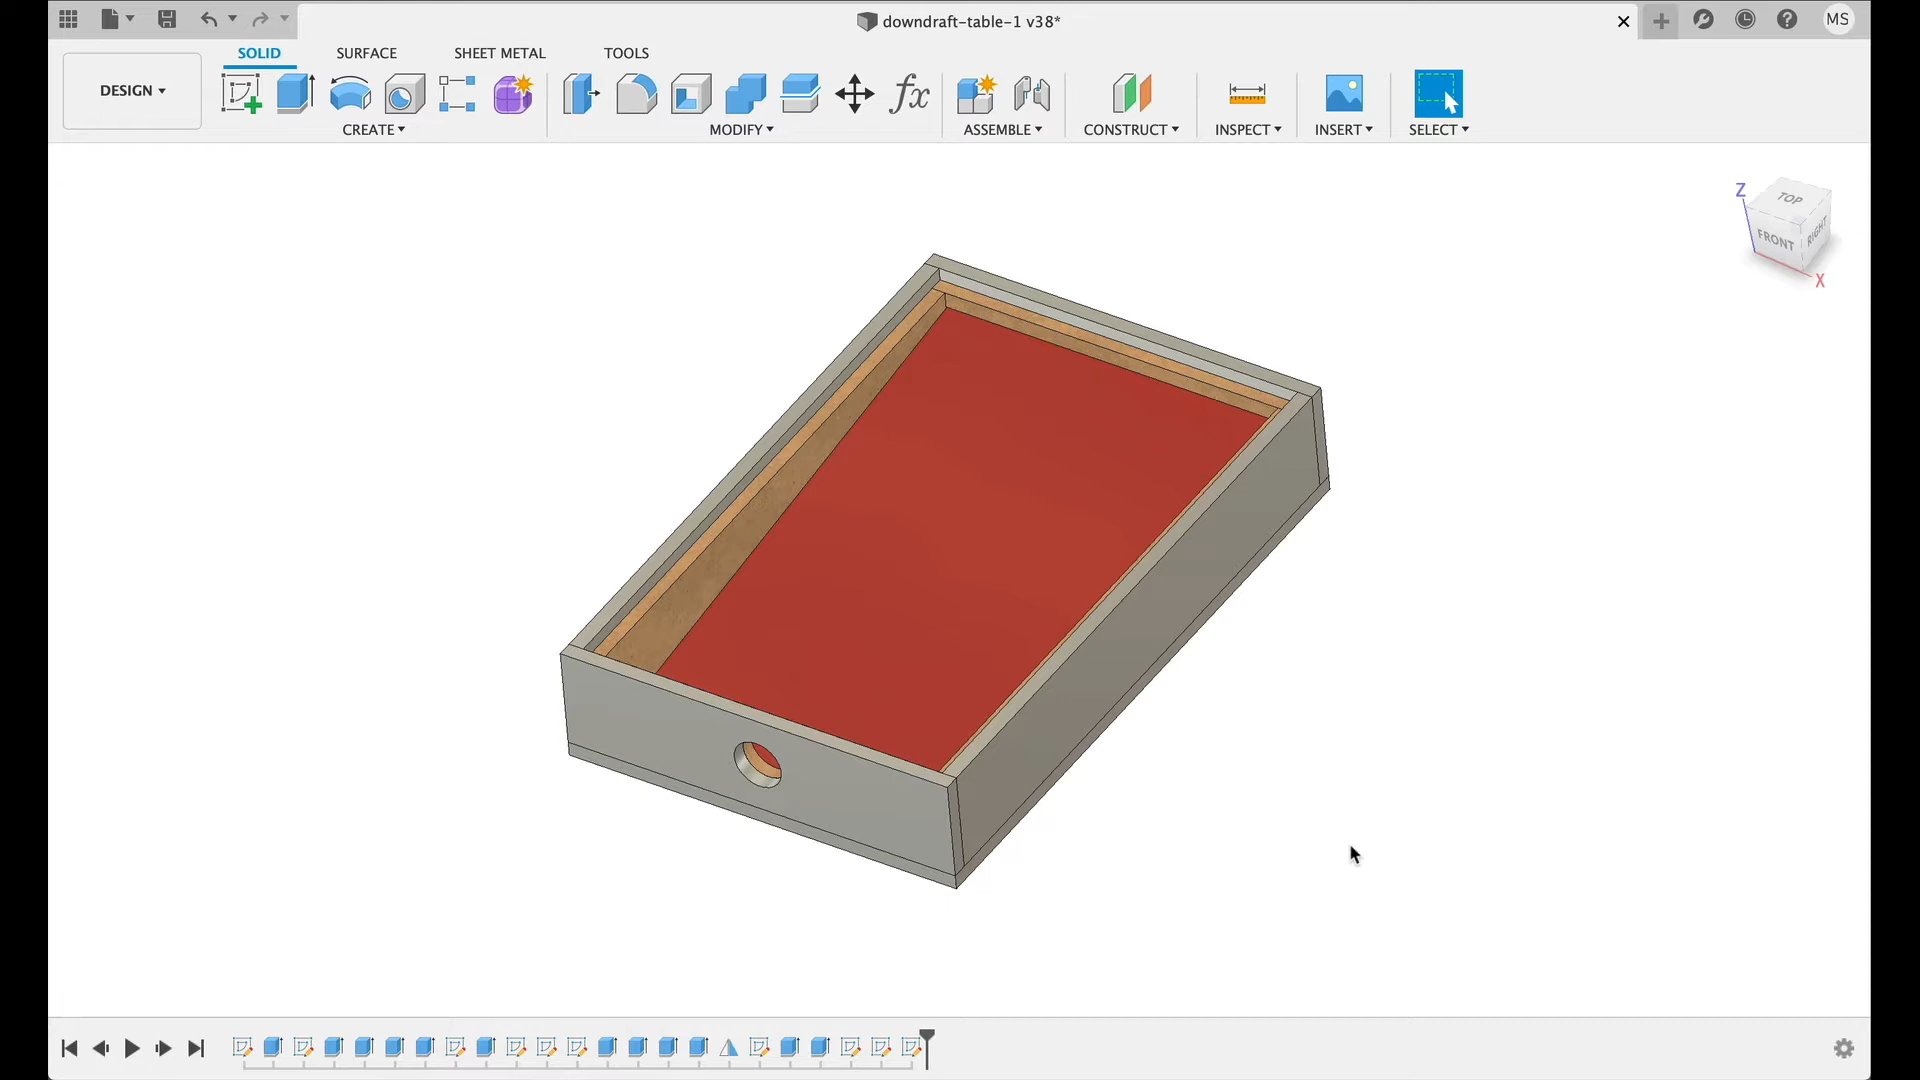 downdraft-table-1 v38*
MS
SOLID SURFACE SHEET METAL TOOLS
DESIGN
fx
CREATE MODIFY ASSEMBLE CONSTRUCT INSPECT INSERT SELECT
Z
TOP
FRONT RIGHT
X